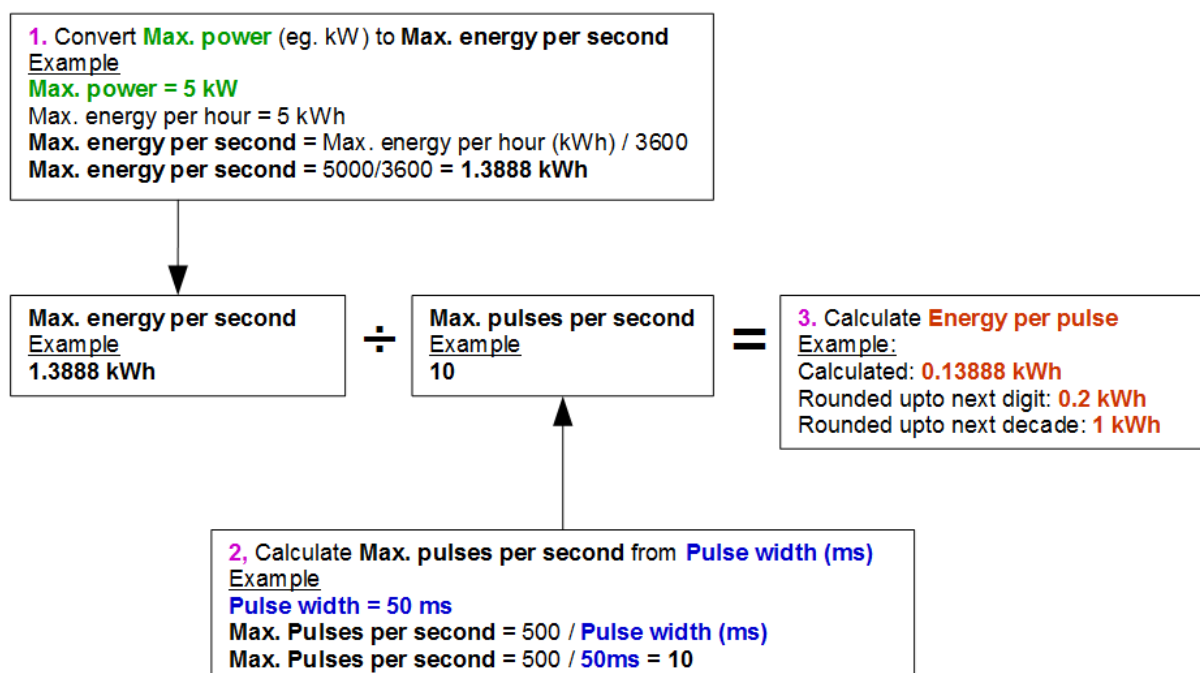 1. Convert Max. power (eg. kW) to Max. energy per second
Example
Max. power = 5 kW
Max. energy per hour = 5 kWh
Max. energy per second = Max. energy per hour (kWh) / 3600
Max. energy per second = 5000/3600 = 1.3888 kWh
Max. energy per second
Example
1.3888 kWh
÷
Max. pulses per second
Example
10
=
3. Calculate Energy per pulse
Example:
Calculated: 0.13888 kWh
Rounded upto next digit: 0.2 kWh
Rounded upto next decade: 1 kWh
2, Calculate Max. pulses per second from Pulse width (ms)
Example
Pulse width = 50 ms
Max. Pulses per second = 500 / Pulse width (ms)
Max. Pulses per second = 500 / 50ms = 10